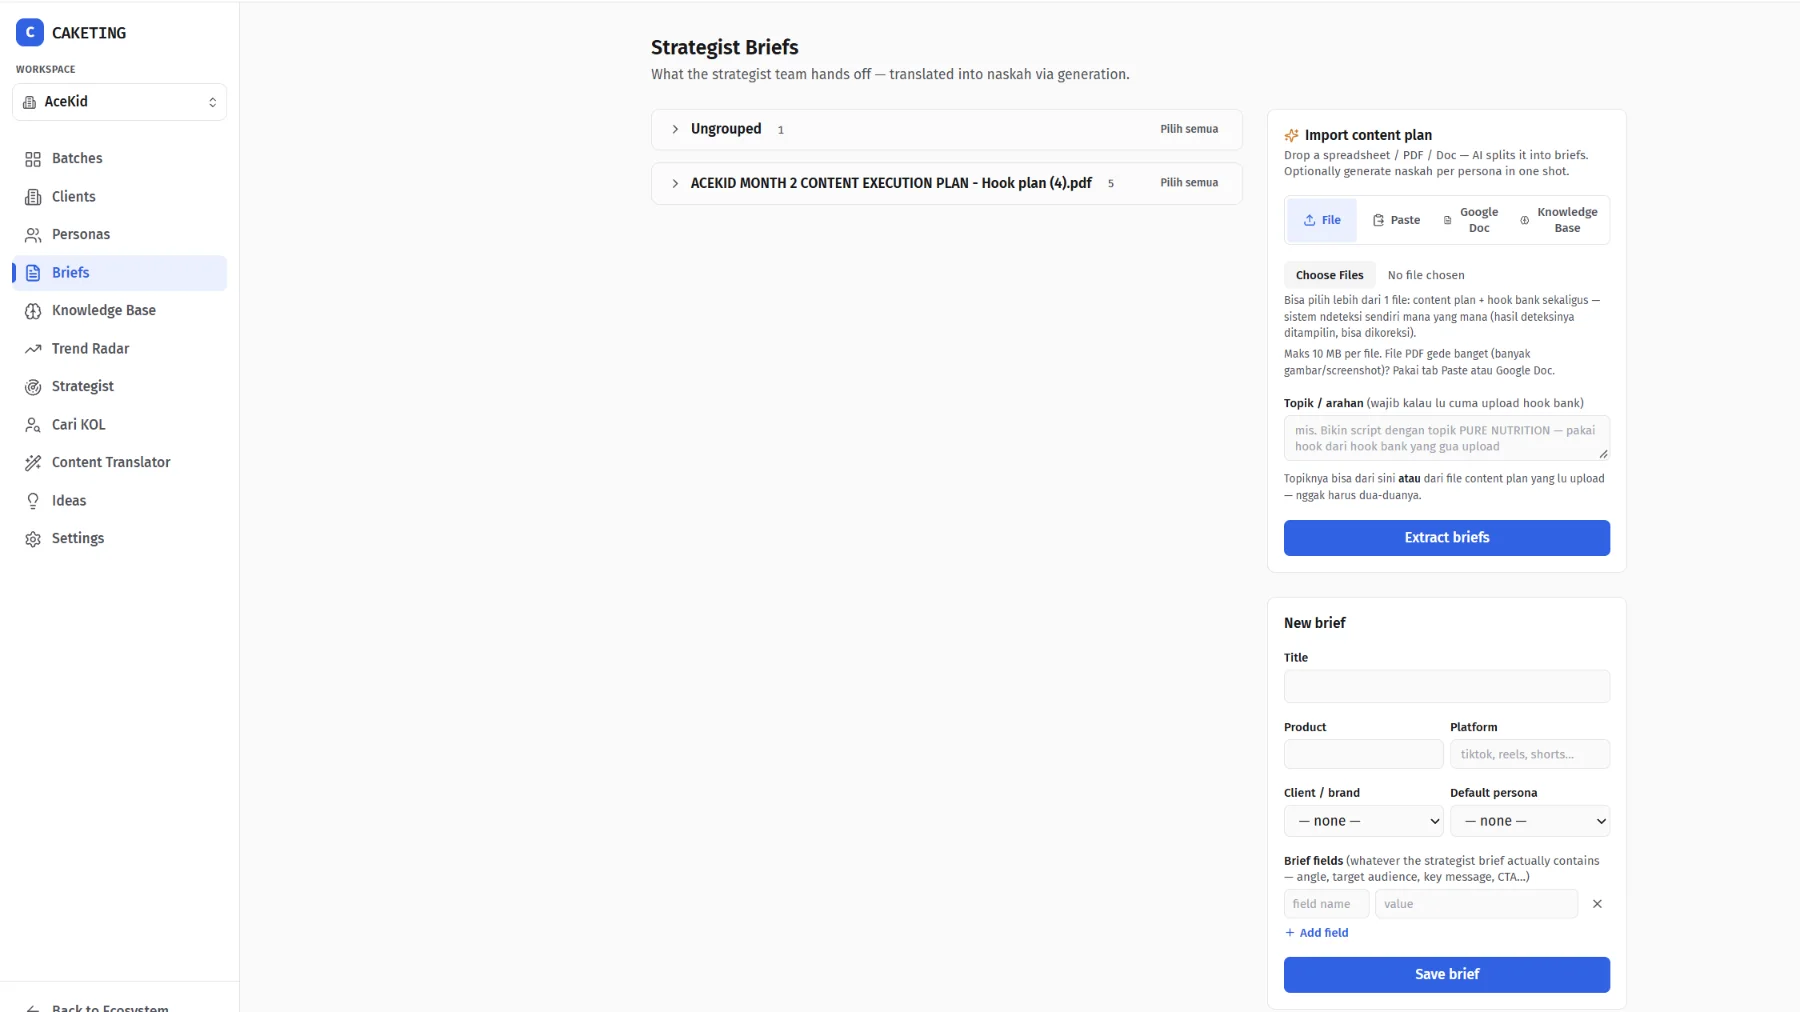 C CAKETING
WORKSPACE
AceKid
Batches
Clients
Personas
Briefs
Knowledge Base
Trend Radar
Strategist
Cari KOL
Content Translator
Ideas
Settings
Back to Ecosystem
Strategist Briefs
What the strategist team hands off — translated into naskah via generation.
Ungrouped 1 Pilih semua
ACEKID MONTH 2 CONTENT EXECUTION PLAN - Hook plan (4).pdf 5 Pilih semua
Import content plan
Drop a spreadsheet / PDF / Doc — AI splits it into briefs.
Optionally generate naskah per persona in one shot.
File
Paste
Google
Doc
Knowledge
Base
Choose Files No file chosen
Bisa pilih lebih dari 1 file: content plan + hook bank sekaligus —
sistem ndeteksi sendiri mana yang mana (hasil deteksinya
ditampilin, bisa dikoreksi).
Maks 10 MB per file. File PDF gede banget (banyak
gambar/screenshot)? Pakai tab Paste atau Google Doc.
Topik / arahan (wajib kalau lu cuma upload hook bank)
mis. Bikin script dengan topik PURE NUTRITION — pakai
hook dari hook bank yang gua upload
Topiknya bisa dari sini atau dari file content plan yang lu upload
— nggak harus dua-duanya.
Extract briefs
New brief
Title
Product Platform
tiktok, reels, shorts...
Client / brand Default persona
— none — — none —
Brief fields (whatever the strategist brief actually contains
— angle, target audience, key message, CTA...)
field name value
+ Add field
Save brief